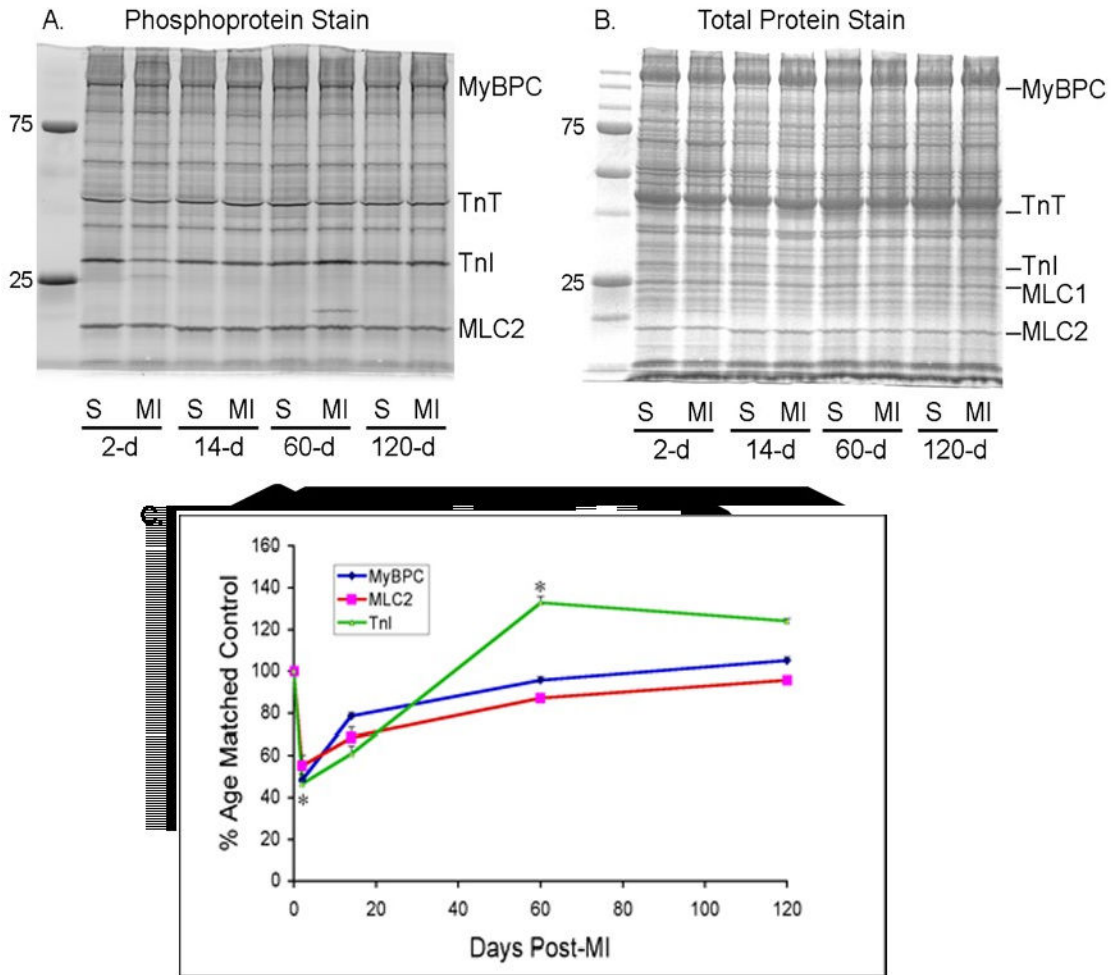 A. Phosphoprotein Stain
75
25
MyBPC
TnT
TnI
MLC2
S MI S MI S MI S MI
2-d 14-d 60-d 120-d
B. Total Protein Stain
75
25
MyBPC
TnT
TnI
MLC1
MLC2
S MI S MI S MI S MI
2-d 14-d 60-d 120-d
C.
160
140
120
100
80
60
40
20
0
% Age Matched Control
MyBPC
MLC2
TnI
*
*
0 20 40 60 80 100 120
Days Post-MI